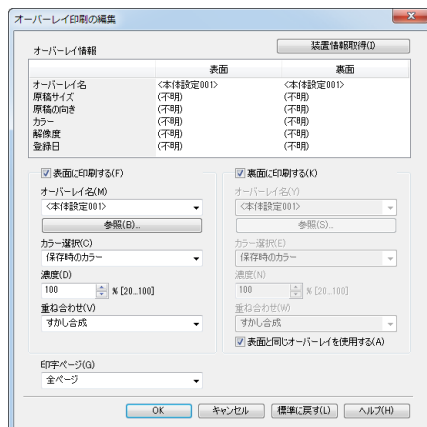 オーバーレイ印刷の編集
オーバーレイ情報 装置情報取得(I)
表面 裏面
オーバーレイ名 <本体設定001> <本体設定001>
原稿サイズ (不明) (不明)
原稿の向き (不明) (不明)
カラー (不明) (不明)
解像度 (不明) (不明)
登録日 (不明) (不明)
表面に印刷する(F) 裏面に印刷する(K)
オーバーレイ名(M) オーバーレイ名(Y)
<本体設定001> <本体設定001>
参照(B)... 参照(S)...
カラー選択(C) カラー選択(E)
保存時のカラー 保存時のカラー
濃度(D) 濃度(N)
100 % [20...100] 100 % [20...100]
重ね合わせ(V) 重ね合わせ(W)
すかし合成 すかし合成
表面と同じオーバーレイを使用する(A)
印字ページ(G)
全ページ
OK キャンセル 標準に戻す(L) ヘルプ(H)